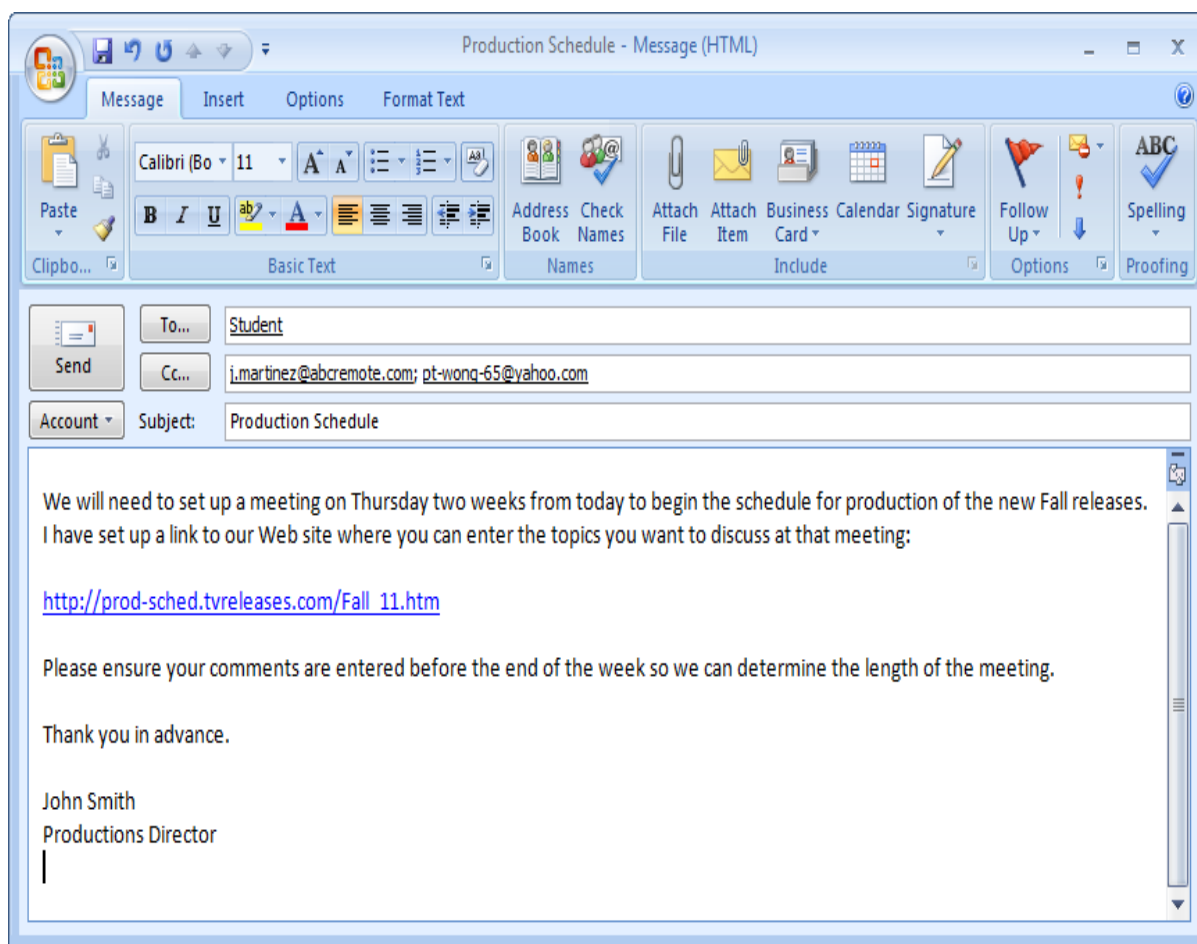 Production Schedule - Message (HTML)
Message Insert Options Format Text
Paste
Clipbo...
Calibri (Bo 11
Basic Text
Address Book
Check Names
Names
Attach File
Attach Item
Business Card
Calendar
Signature
Include
Follow Up
Options
ABC
Spelling
Proofing
Send
To... Student
Cc... j.martinez@abcremote.com; pt-wong-65@yahoo.com
Account Subject: Production Schedule
We will need to set up a meeting on Thursday two weeks from today to begin the schedule for production of the new Fall releases.
I have set up a link to our Web site where you can enter the topics you want to discuss at that meeting:
http://prod-sched.tvreleases.com/Fall_11.htm
Please ensure your comments are entered before the end of the week so we can determine the length of the meeting.
Thank you in advance.
John Smith
Productions Director